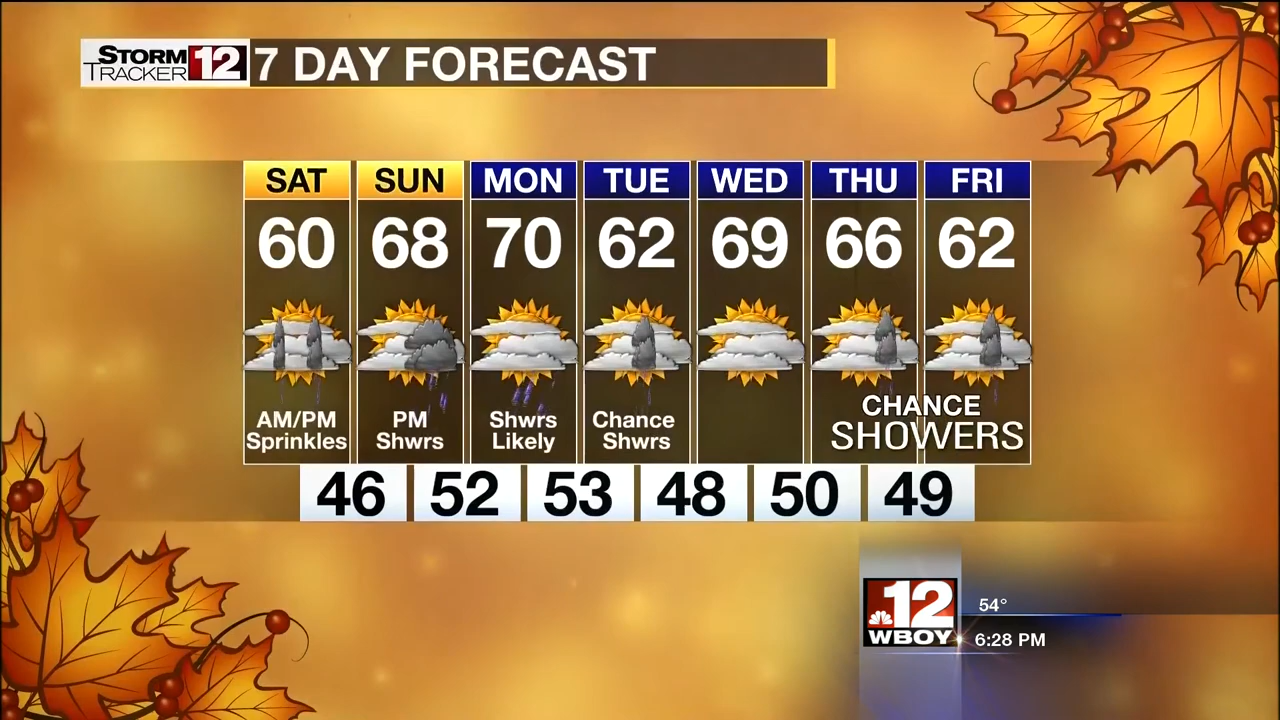 STORM
TRACKER 12
7 DAY FORECAST
SAT SUN MON TUE WED THU FRI
60 68 70 62 69 66 62
AM/PM
Sprinkles
PM
Shwrs
Shwrs
Likely
Chance
Shwrs
CHANCE
SHOWERS
46 52 53 48 50 49
12
WBOY
54°
6:28 PM